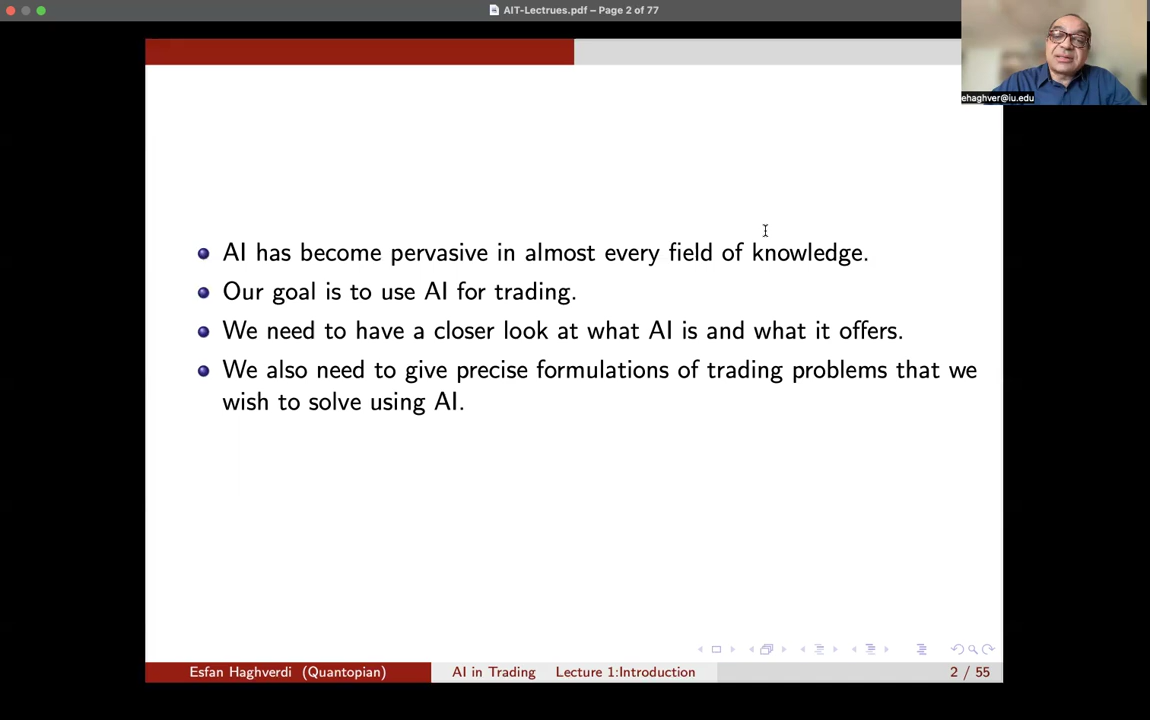 AIT-Lectrues.pdf – Page 2 of 77
ehaghver@iu.edu
AI has become pervasive in almost every field of knowledge.
Our goal is to use AI for trading.
We need to have a closer look at what AI is and what it offers.
We also need to give precise formulations of trading problems that we
wish to solve using AI.
Esfan Haghverdi (Quantopian) AI in Trading Lecture 1:Introduction 2 / 55